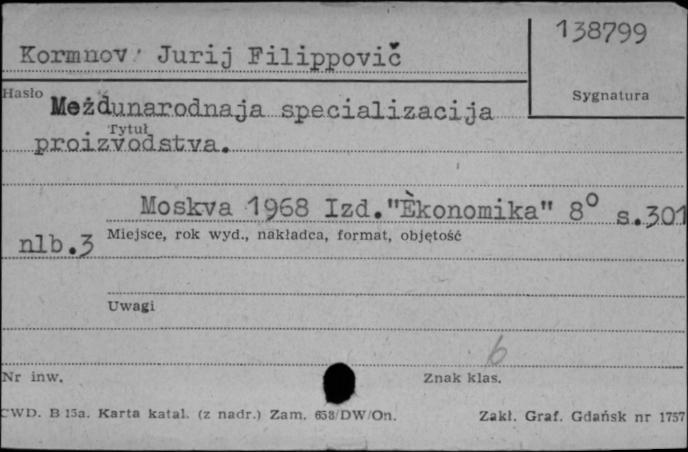 138799
Kormnov Jurij Filippovič
Hasło
Sygnatura
Meżdunarodnaja specializacija
Tytuł
proizvodstva.
Moskva 1968 Izd."Èkonomika" 8° s.301
nlb.3 Miejsce, rok wyd., nakładca, format, objętość
Uwagi
6
Nr inw.
Znak klas.
CWD. B 15a. Karta katal. (z nadr.) Zam. 658/DW/On. Zakł. Graf. Gdańsk nr 1757